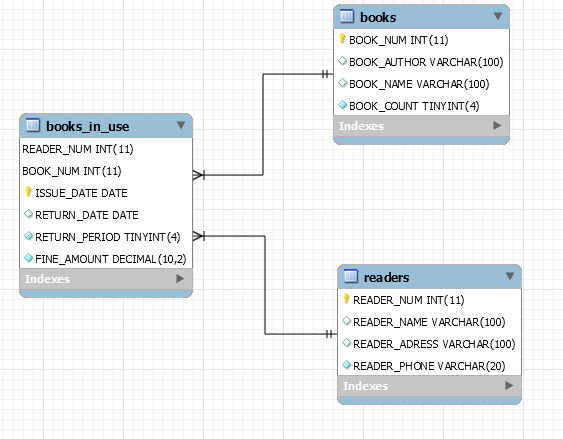 books
BOOK_NUM INT(11)
BOOK_AUTHOR VARCHAR(100)
BOOK_NAME VARCHAR(100)
BOOK_COUNT TINYINT(4)
Indexes
books_in_use
READER_NUM INT(11)
BOOK_NUM INT(11)
ISSUE_DATE DATE
RETURN_DATE DATE
RETURN_PERIOD TINYINT(4)
FINE_AMOUNT DECIMAL(10,2)
Indexes
readers
READER_NUM INT(11)
READER_NAME VARCHAR(100)
READER_ADRESS VARCHAR(100)
READER_PHONE VARCHAR(20)
Indexes